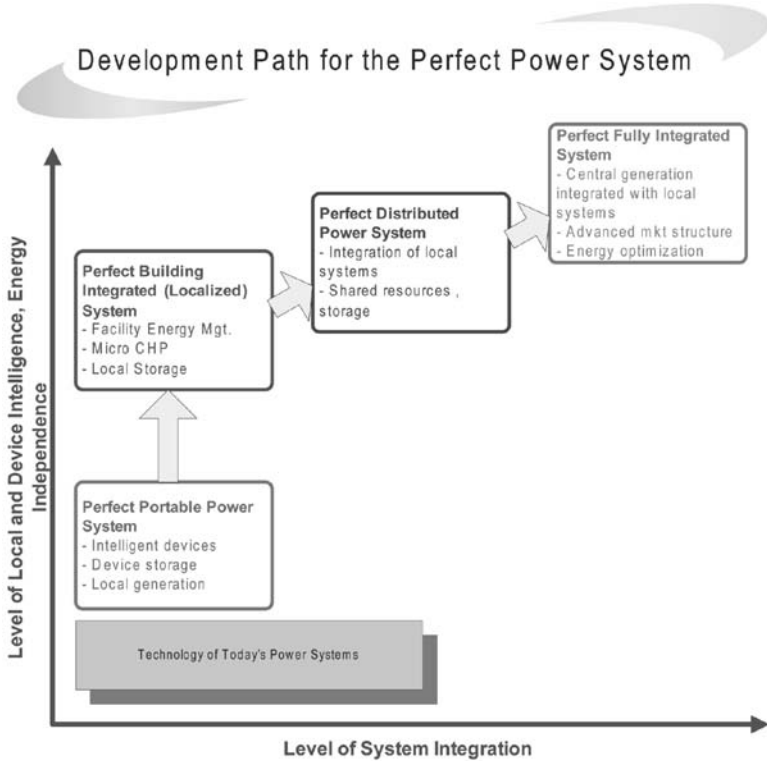 Development Path for the Perfect Power System
Perfect Fully Integrated
System
- Central generation
integrated with local
systems
- Advanced mkt structure
- Energy optimization
Perfect Distributed
Power System
- Integration of local
systems
- Shared resources ,
storage
Perfect Building
Integrated (Localized)
System
- Facility Energy Mgt.
- Micro CHP
- Local Storage
Perfect Portable Power
System
- Intelligent devices
- Device storage
- Local generation
Technology of Today's Power Systems
Level of Local and Device Intelligence, Energy
Independence
Level of System Integration